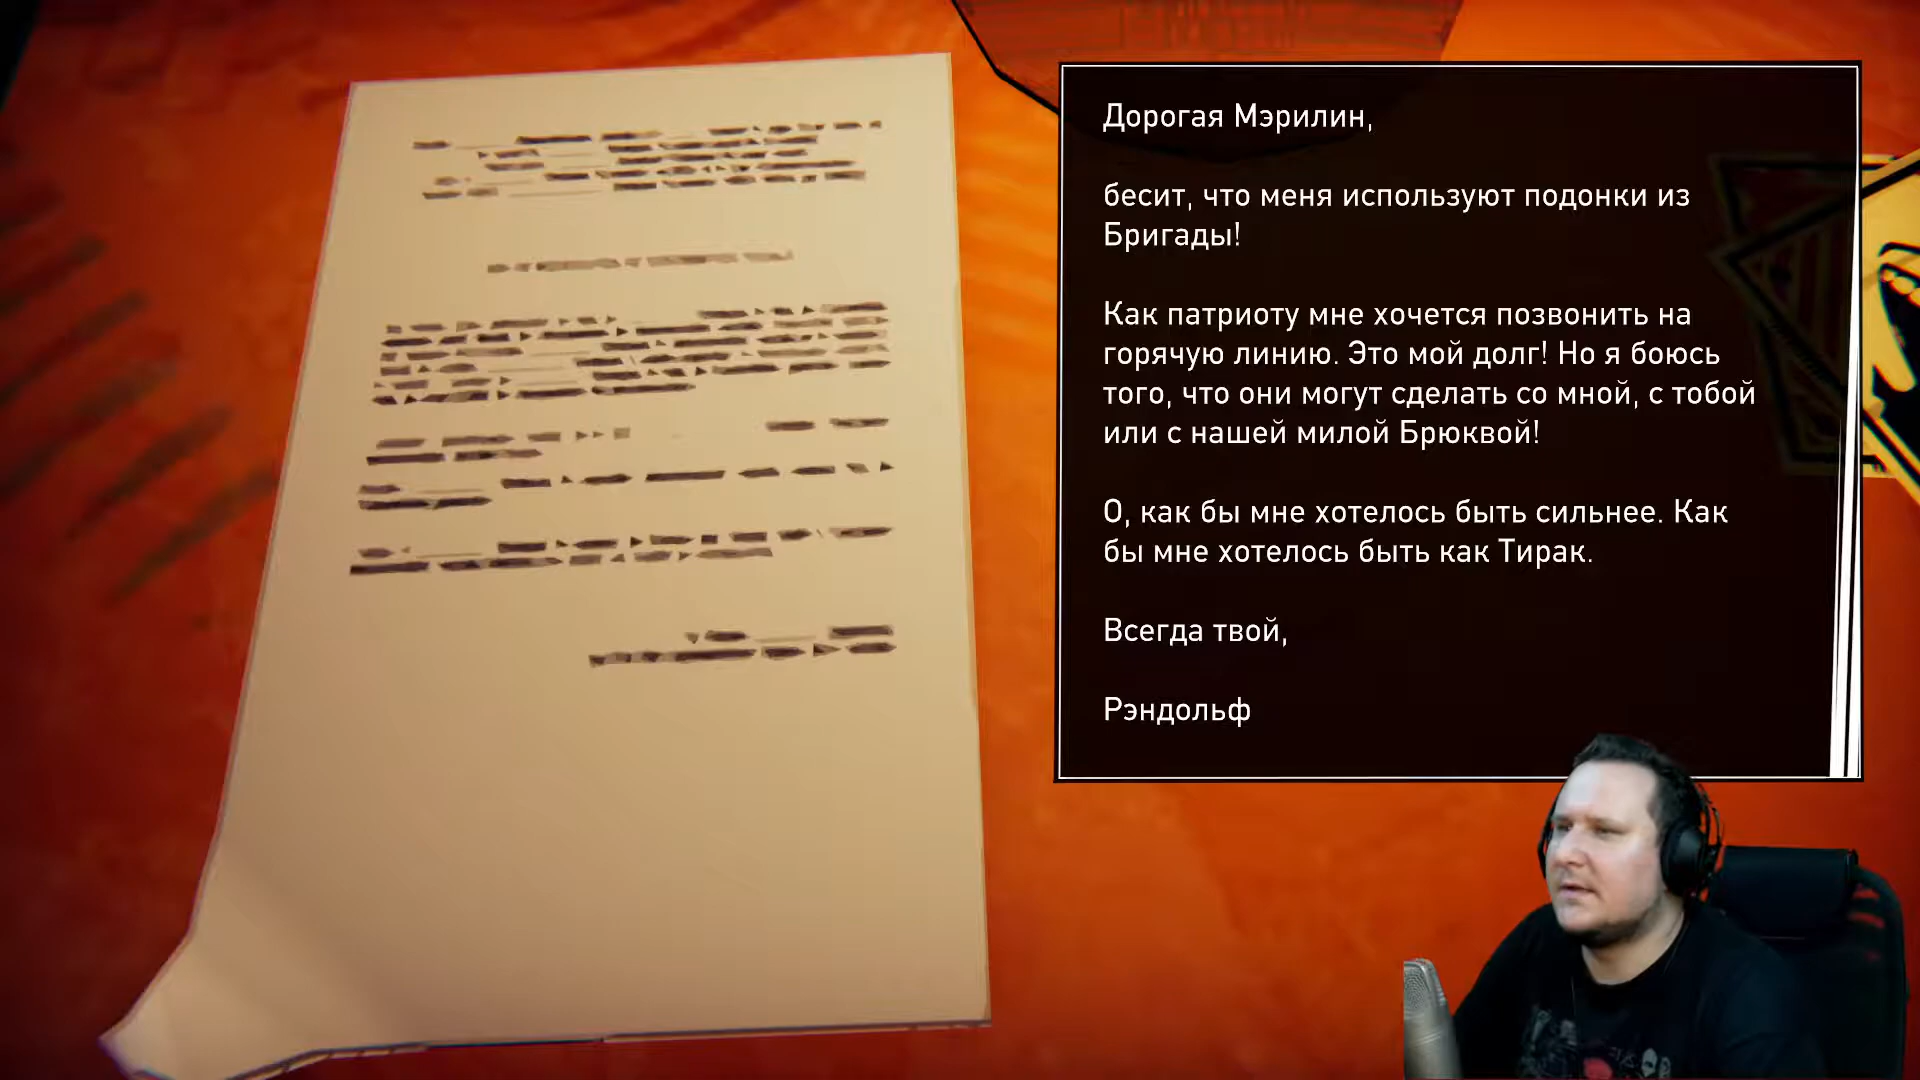 Дорогая Мэрилин,
бесит, что меня используют подонки из
Бригады!
Как патриоту мне хочется позвонить на
горячую линию. Это мой долг! Но я боюсь
того, что они могут сделать со мной, с тобой
или с нашей милой Брюквой!
О, как бы мне хотелось быть сильнее. Как
бы мне хотелось быть как Тирак.
Всегда твой,
Рэндольф